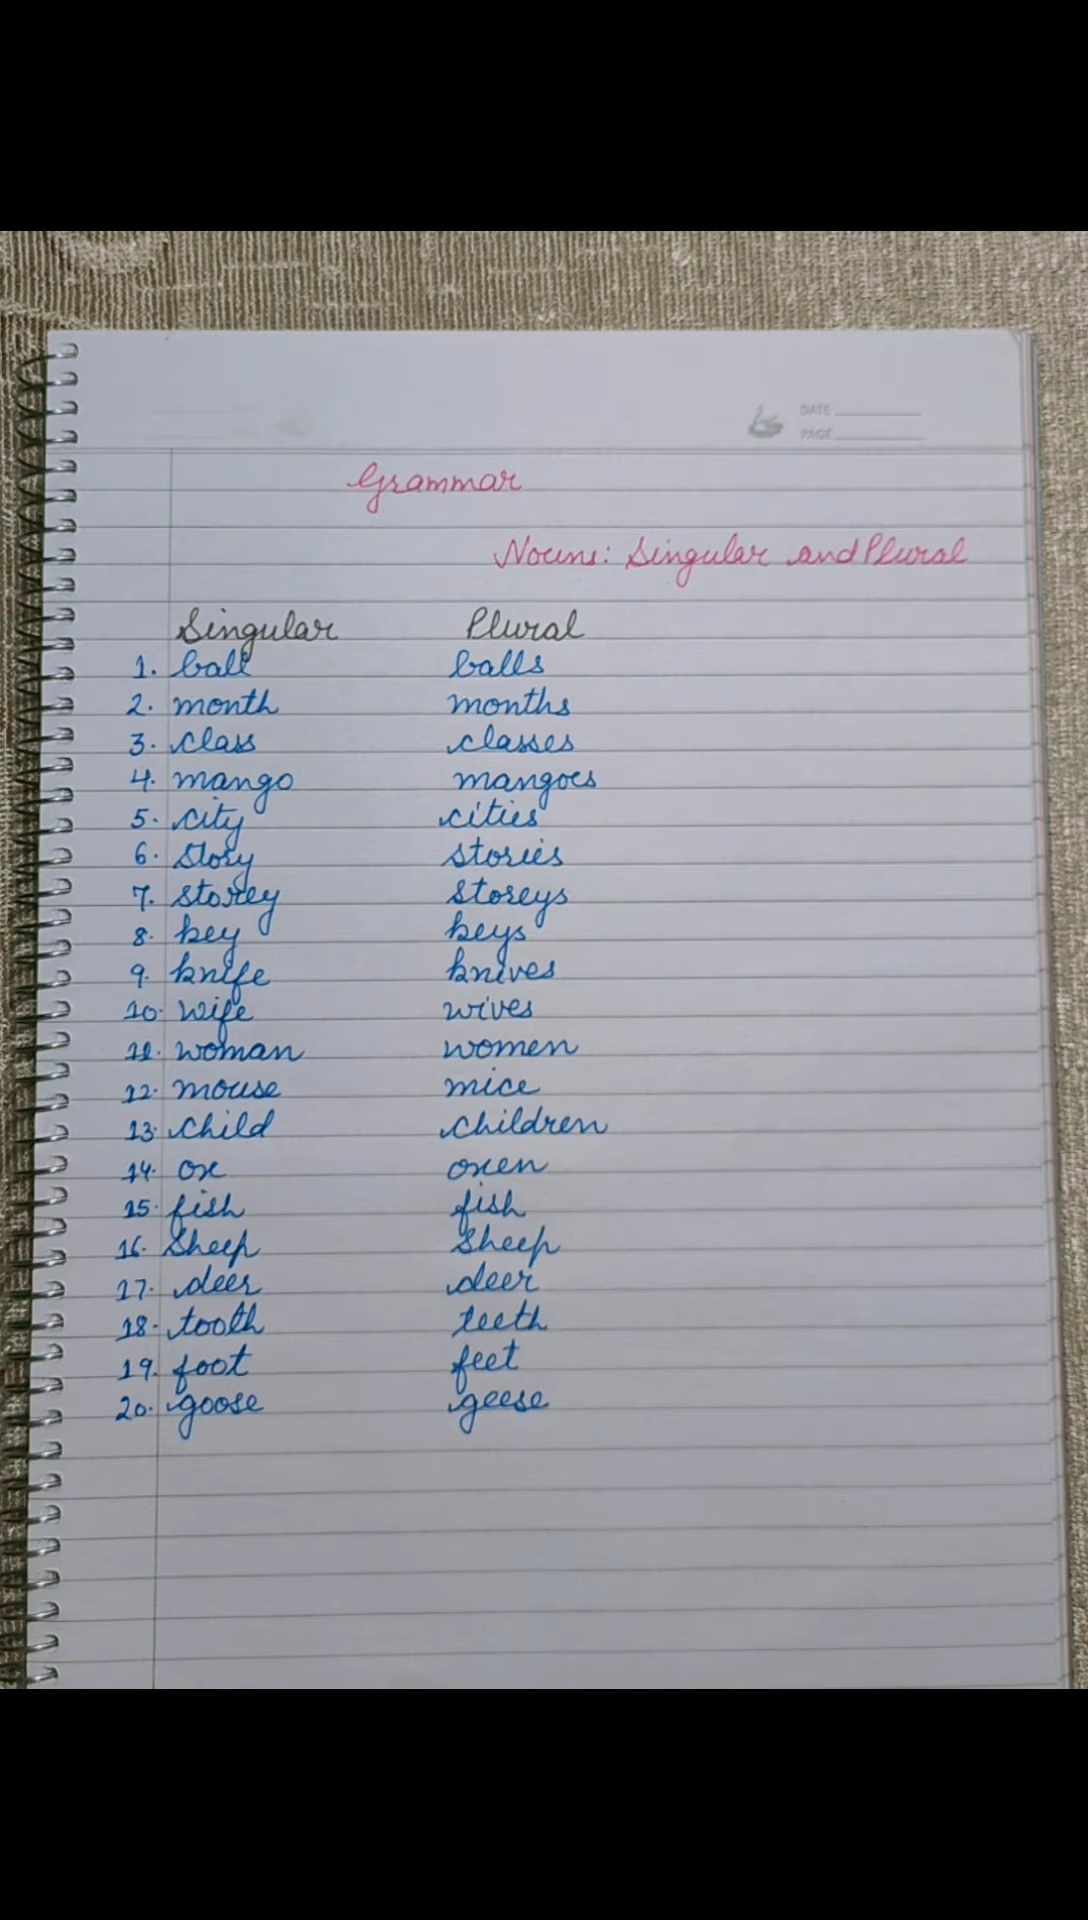 DATE
PAGE
Grammar
Nouns: Singular and Plural
Singular Plural
1. ball balls
2. month months
3. class classes
4. mango mangoes
5. city cities
6. story stories
7. storey storeys
8. key keys
9. knife knives
10. wife wives
11. woman women
12. mouse mice
13. child children
14. ox oxen
15. fish fish
16. sheep sheep
17. deer deer
18. tooth teeth
19. foot feet
20. goose geese